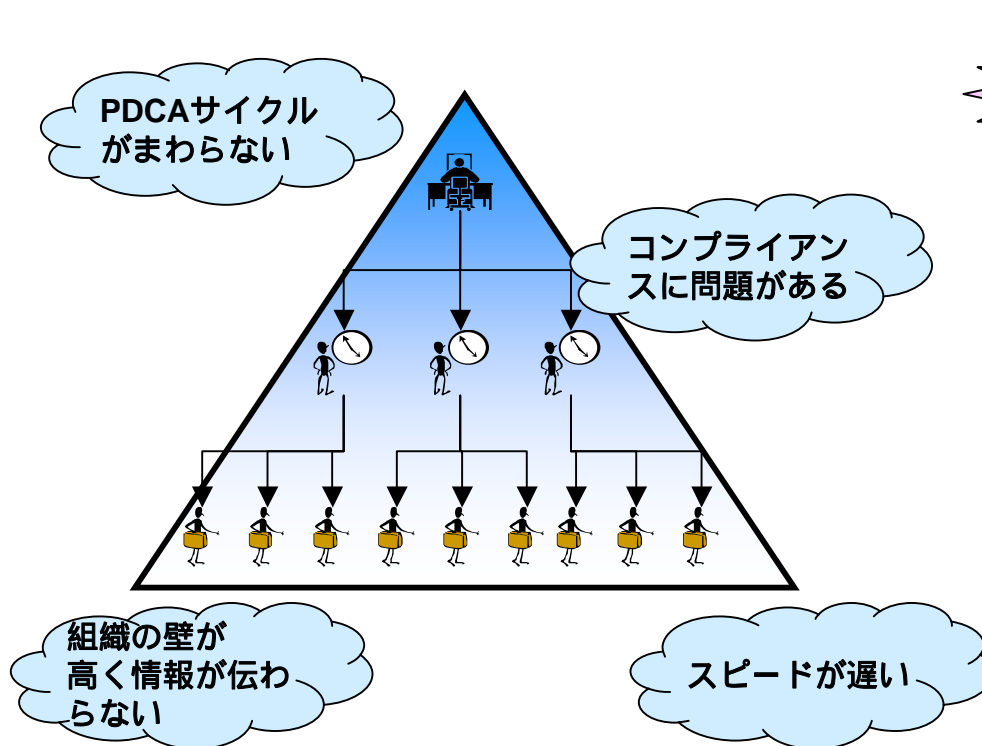 PDCAサイクル
がまわらない
コンプライアン
スに問題がある
組織の壁が
高く情報が伝わ
らない
スピードが遅い